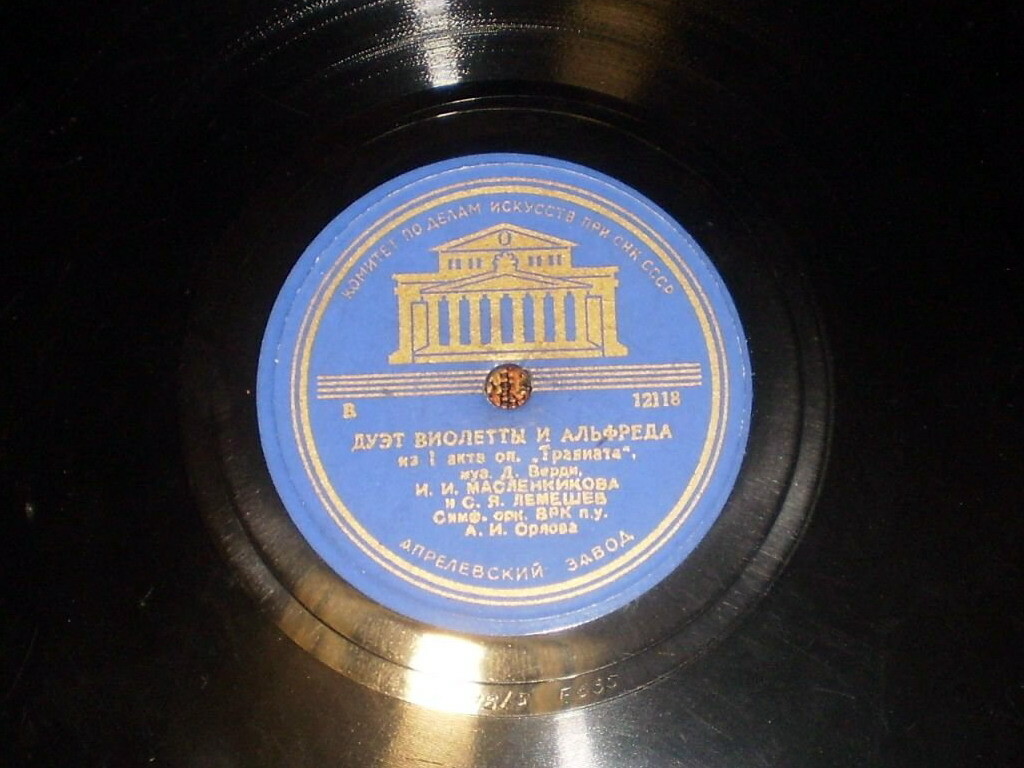 КОМИТЕТ ПО ДЕЛАМ ИСКУССТВ ПРИ СНК СССР
В 12118
ДУЭТ ВИОЛЕТТЫ И АЛЬФРЕДА
из I акта оп. „Травиата“,
муз. Д. Верди,
И. И. МАСЛЕННИКОВА
и С. Я. ЛЕМЕШЕВ
Симф. орк. ВРК п.у.
А. И. Орлова
АПРЕЛЕВСКИЙ ЗАВОД